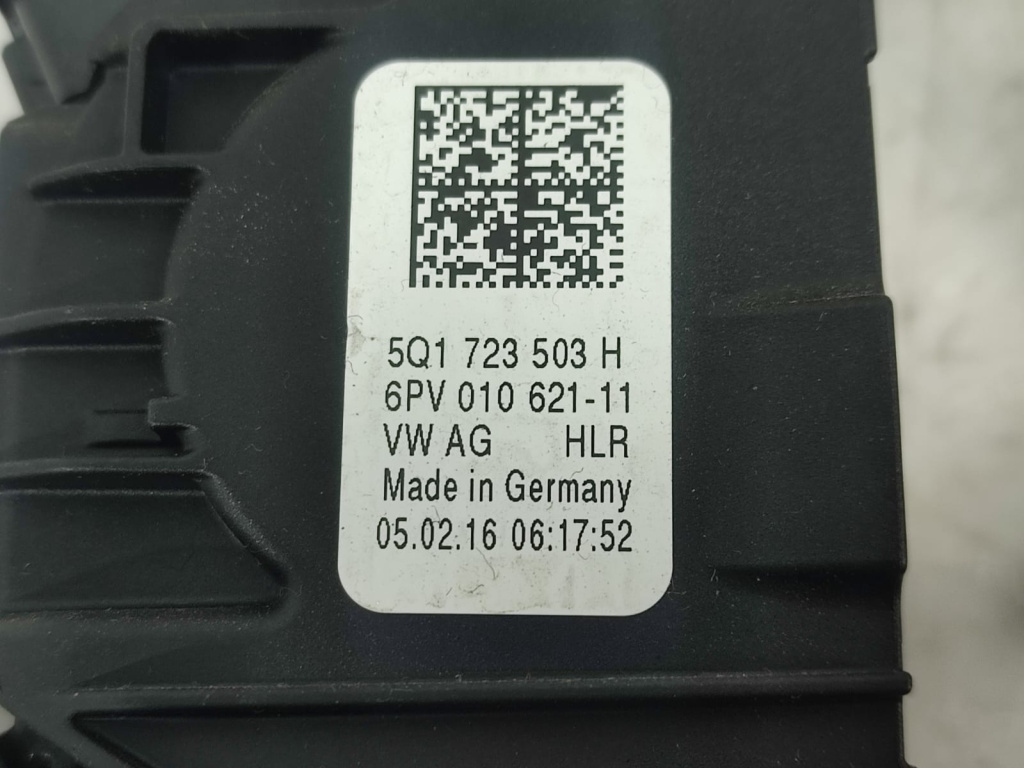 5Q1 723 503 H
6PV 010 621-11
VW AG HLR
Made in Germany
05.02.16 06:17:52